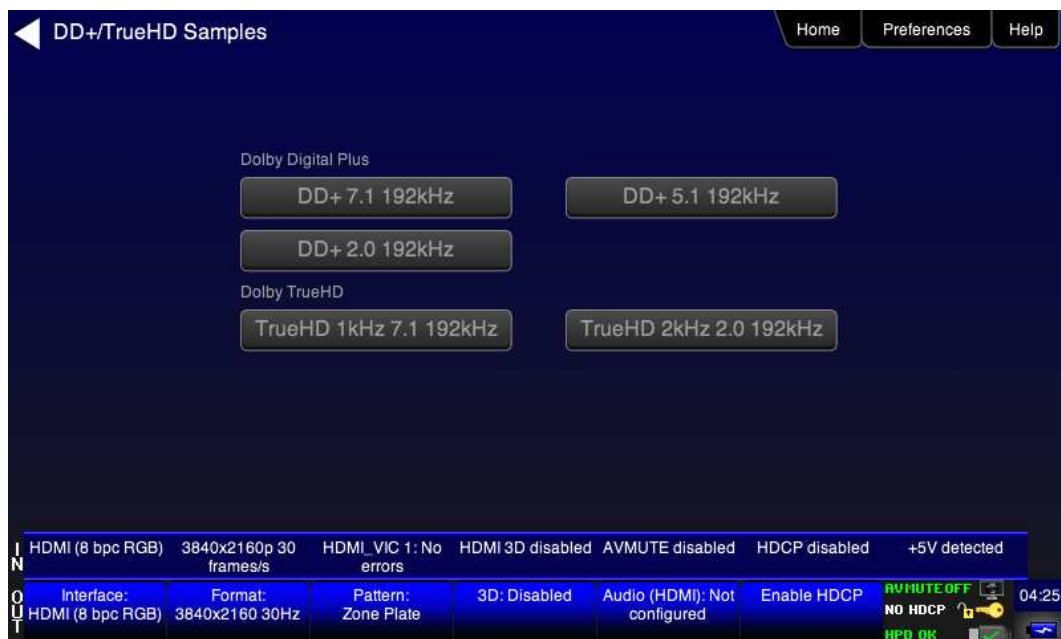 DD+/TrueHD Samples
Home
Preferences
Help
Dolby Digital Plus
DD+ 7.1 192kHz
DD+ 5.1 192kHz
DD+ 2.0 192kHz
Dolby TrueHD
TrueHD 1kHz 7.1 192kHz
TrueHD 2kHz 2.0 192kHz
IN
HDMI (8 bpc RGB)
3840x2160p 30
frames/s
HDMI_VIC 1: No
errors
HDMI 3D disabled
AVMUTE disabled
HDCP disabled
+5V detected
OUT
Interface:
HDMI (8 bpc RGB)
Format:
3840x2160 30Hz
Pattern:
Zone Plate
3D: Disabled
Audio (HDMI): Not
configured
Enable HDCP
AVMUTE OFF
NO HDCP
HPD OK
04:25